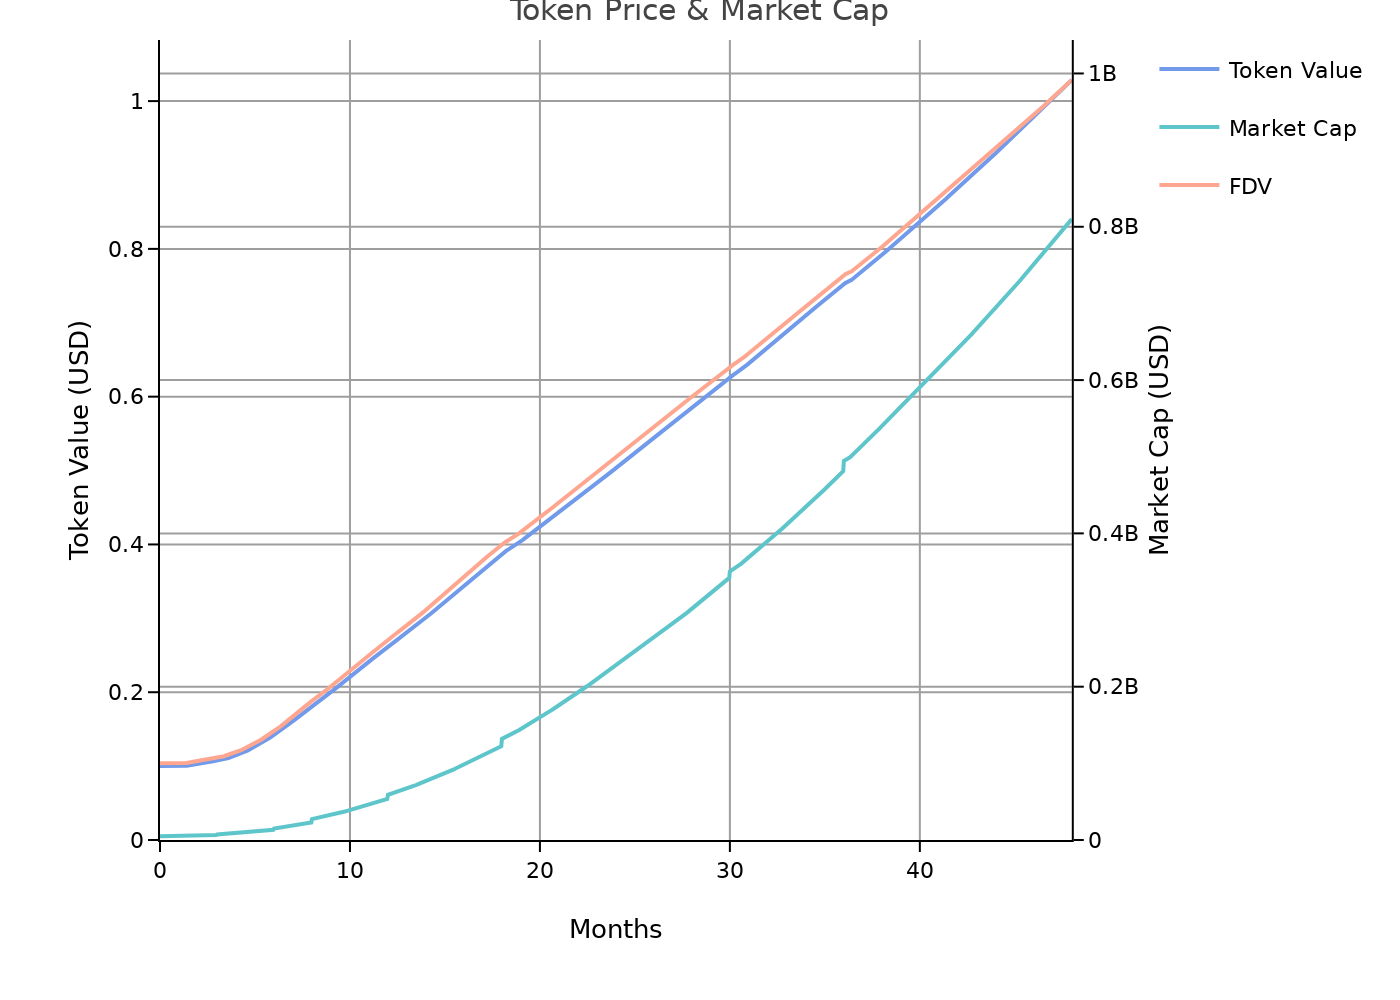 Token Price & Market Cap
Token Value
Market Cap
FDV
1B
0.8B
0.6B
0.4B
0.2B
0
1
0.8
0.6
0.4
0.2
0
Token Value (USD)
Market Cap (USD)
0 10 20 30 40
Months